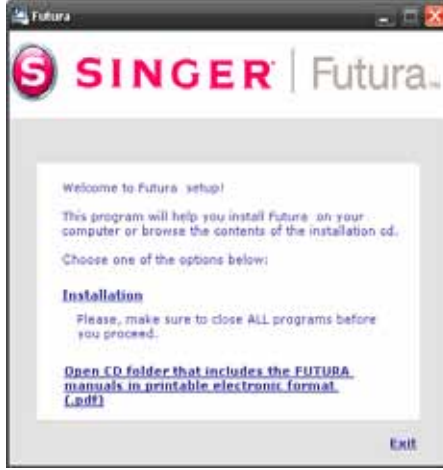 Futura
S SINGER | Futura™
Welcome to Futura setup!
This program will help you install Futura on your
computer or browse the contents of the installation cd.
Choose one of the options below:
Installation
Please, make sure to close ALL programs before
you proceed.
Open CD folder that includes the FUTURA
manuals in printable electronic format
(.pdf)
Exit